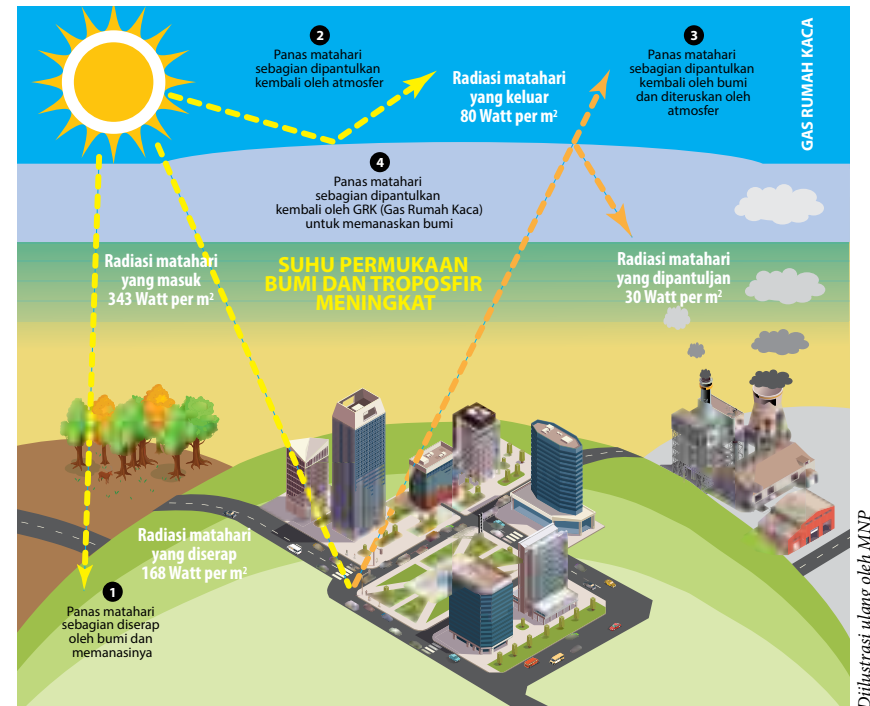 2
Panas matahari
sebagian dipantulkan
kembali oleh atmosfer
Radiasi matahari
yang keluar
80 Watt per m²
3
Panas matahari
sebagian dipantulkan
kembali oleh bumi
dan diteruskan oleh
atmosfer
GAS RUMAH KACA
4
Panas matahari
sebagian dipantulkan
kembali oleh GRK (Gas Rumah Kaca)
untuk memanaskan bumi
Radiasi matahari
yang masuk
343 Watt per m²
SUHU PERMUKAAN
BUMI DAN TROPOSFIR
MENINGKAT
Radiasi matahari
yang dipantuljan
30 Watt per m²
Radiasi matahari
yang diserap
168 Watt per m²
1
Panas matahari
sebagian diserap
oleh bumi dan
memanasinya
Diilustrasi ulang oleh MNP